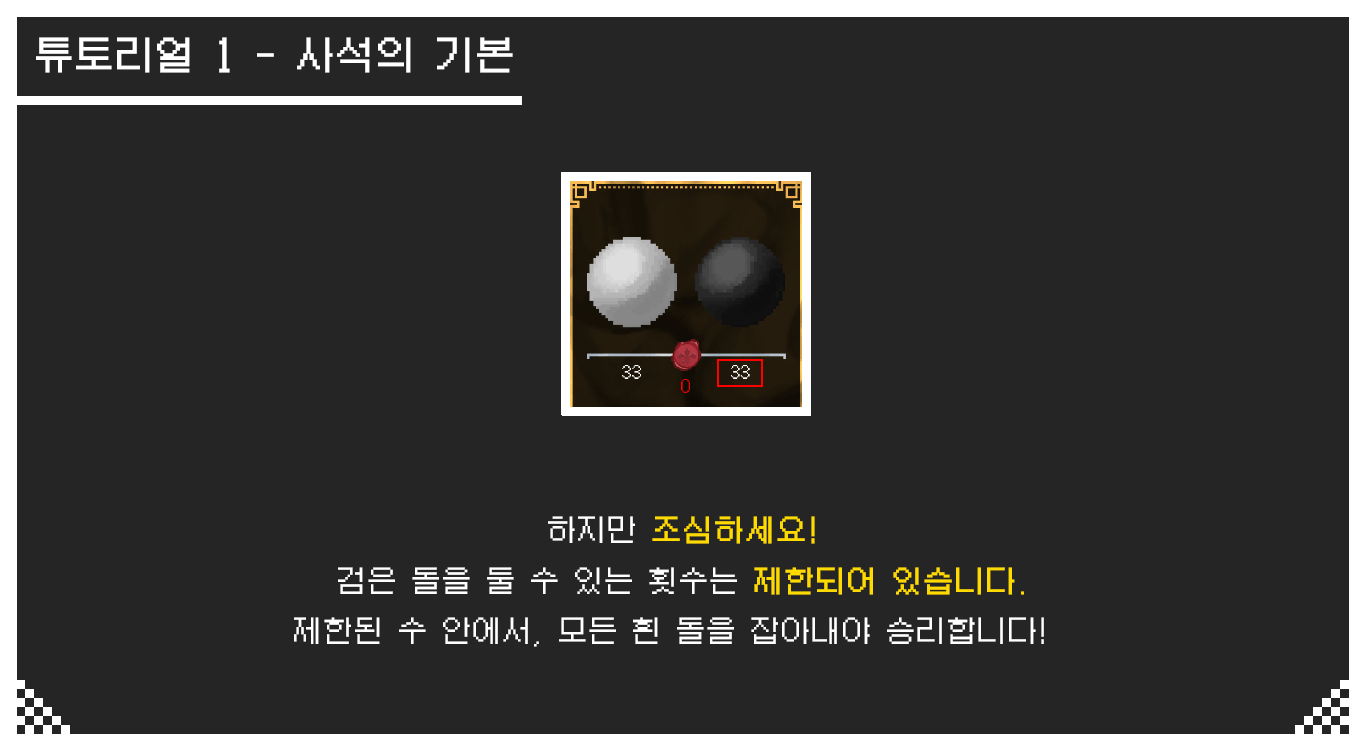 튜토리얼 1 - 사석의 기본
33
33
0
하지만 조심하세요!
검은 돌을 둘 수 있는 횟수는 제한되어 있습니다.
제한된 수 안에서, 모든 흰 돌을 잡아내야 승리합니다!